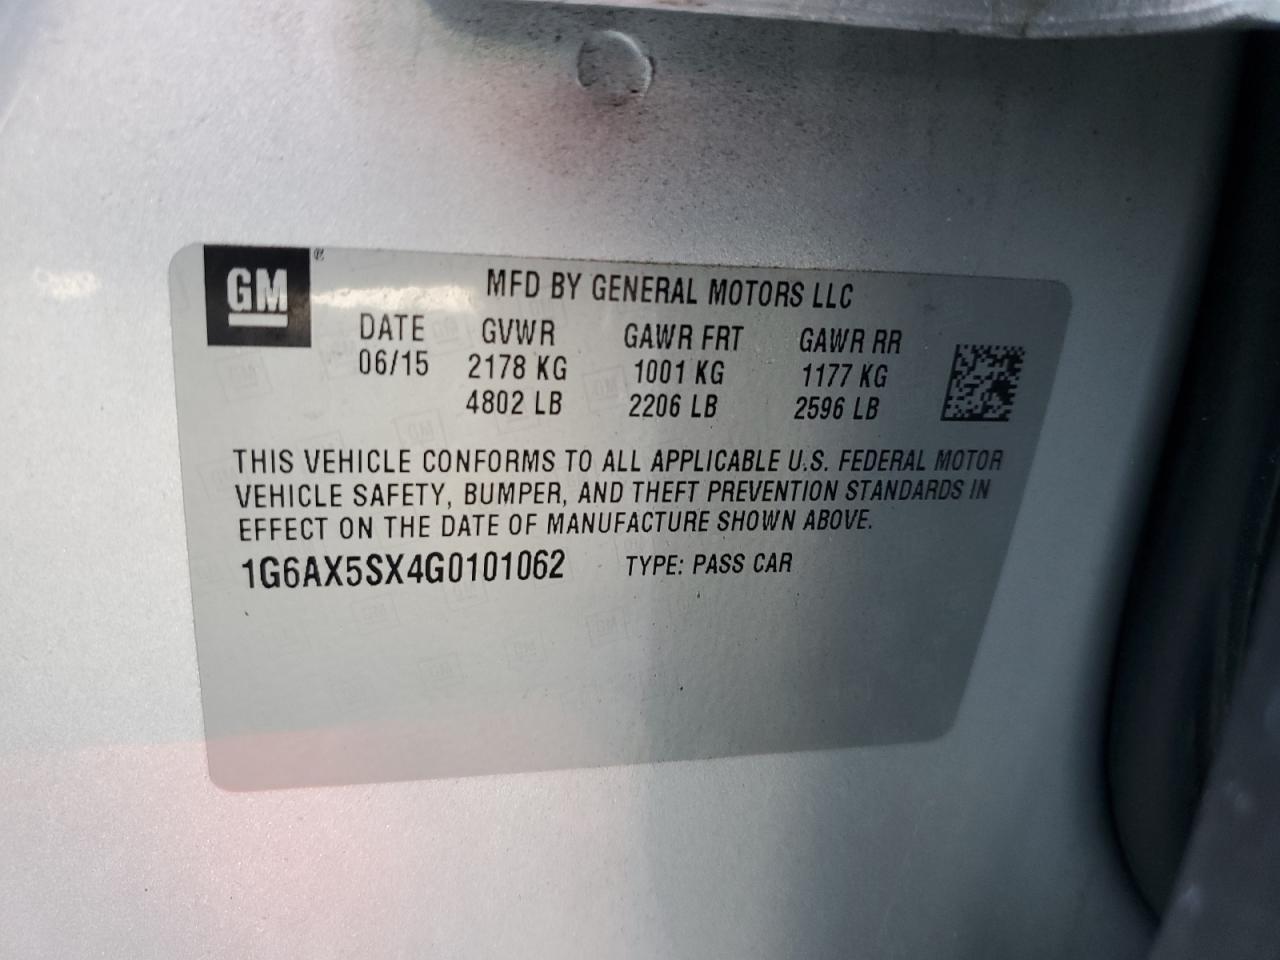 GM ®
MFD BY GENERAL MOTORS LLC
DATE GVWR GAWR FRT GAWR RR
06/15 2178 KG 1001 KG 1177 KG
4802 LB 2206 LB 2596 LB
THIS VEHICLE CONFORMS TO ALL APPLICABLE U.S. FEDERAL MOTOR
VEHICLE SAFETY, BUMPER, AND THEFT PREVENTION STANDARDS IN
EFFECT ON THE DATE OF MANUFACTURE SHOWN ABOVE.
1G6AX5SX4G0101062 TYPE: PASS CAR